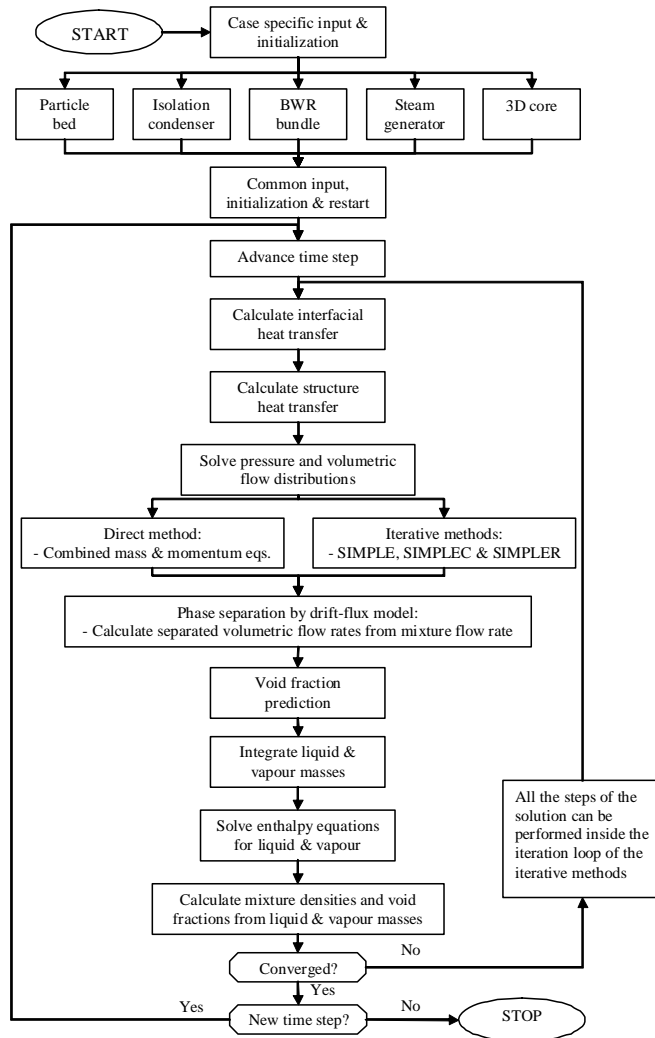 START
Case specific input &
initialization
Particle
bed
Isolation
condenser
BWR
bundle
Steam
generator
3D core
Common input,
initialization & restart
Advance time step
Calculate interfacial
heat transfer
Calculate structure
heat transfer
Solve pressure and volumetric
flow distributions
Direct method:
- Combined mass & momentum eqs.
Iterative methods:
- SIMPLE, SIMPLEC & SIMPLER
Phase separation by drift-flux model:
- Calculate separated volumetric flow rates from mixture flow rate
Void fraction
prediction
Integrate liquid &
vapour masses
All the steps of the
solution can be
performed inside the
iteration loop of the
iterative methods
Solve enthalpy equations
for liquid & vapour
Calculate mixture densities and void
fractions from liquid & vapour masses
Converged?
No
Yes
Yes
New time step?
No
STOP